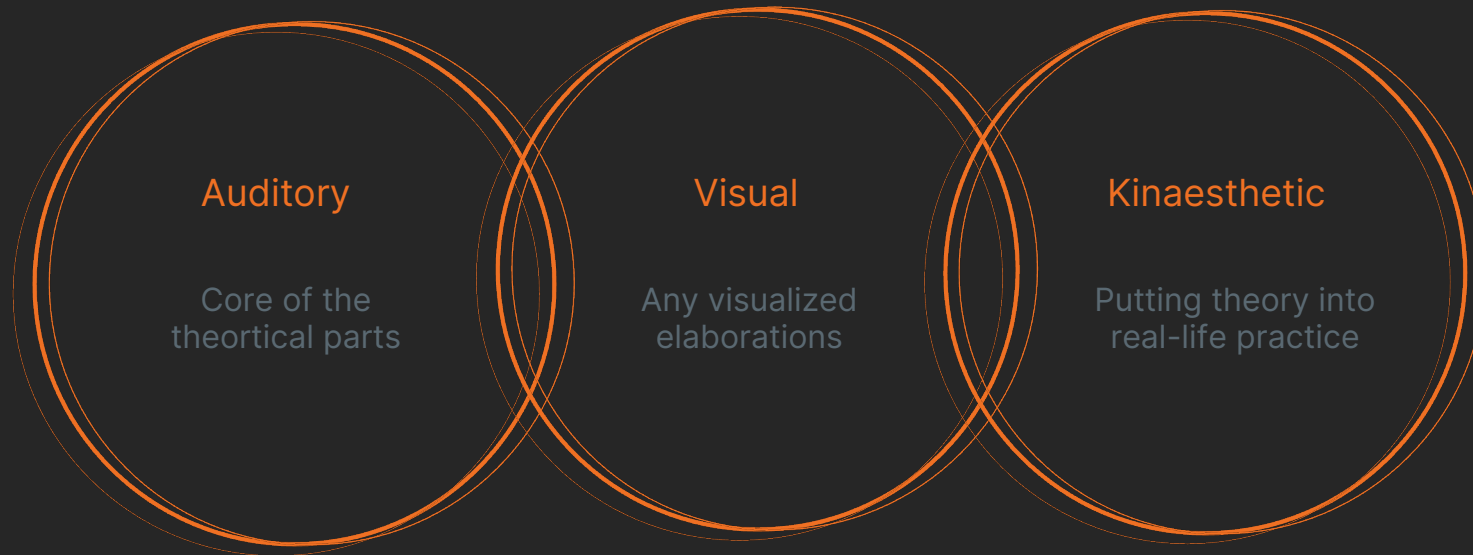 Auditory
Core of the
theortical parts
Visual
Any visualized
elaborations
Kinaesthetic
Putting theory into
real-life practice